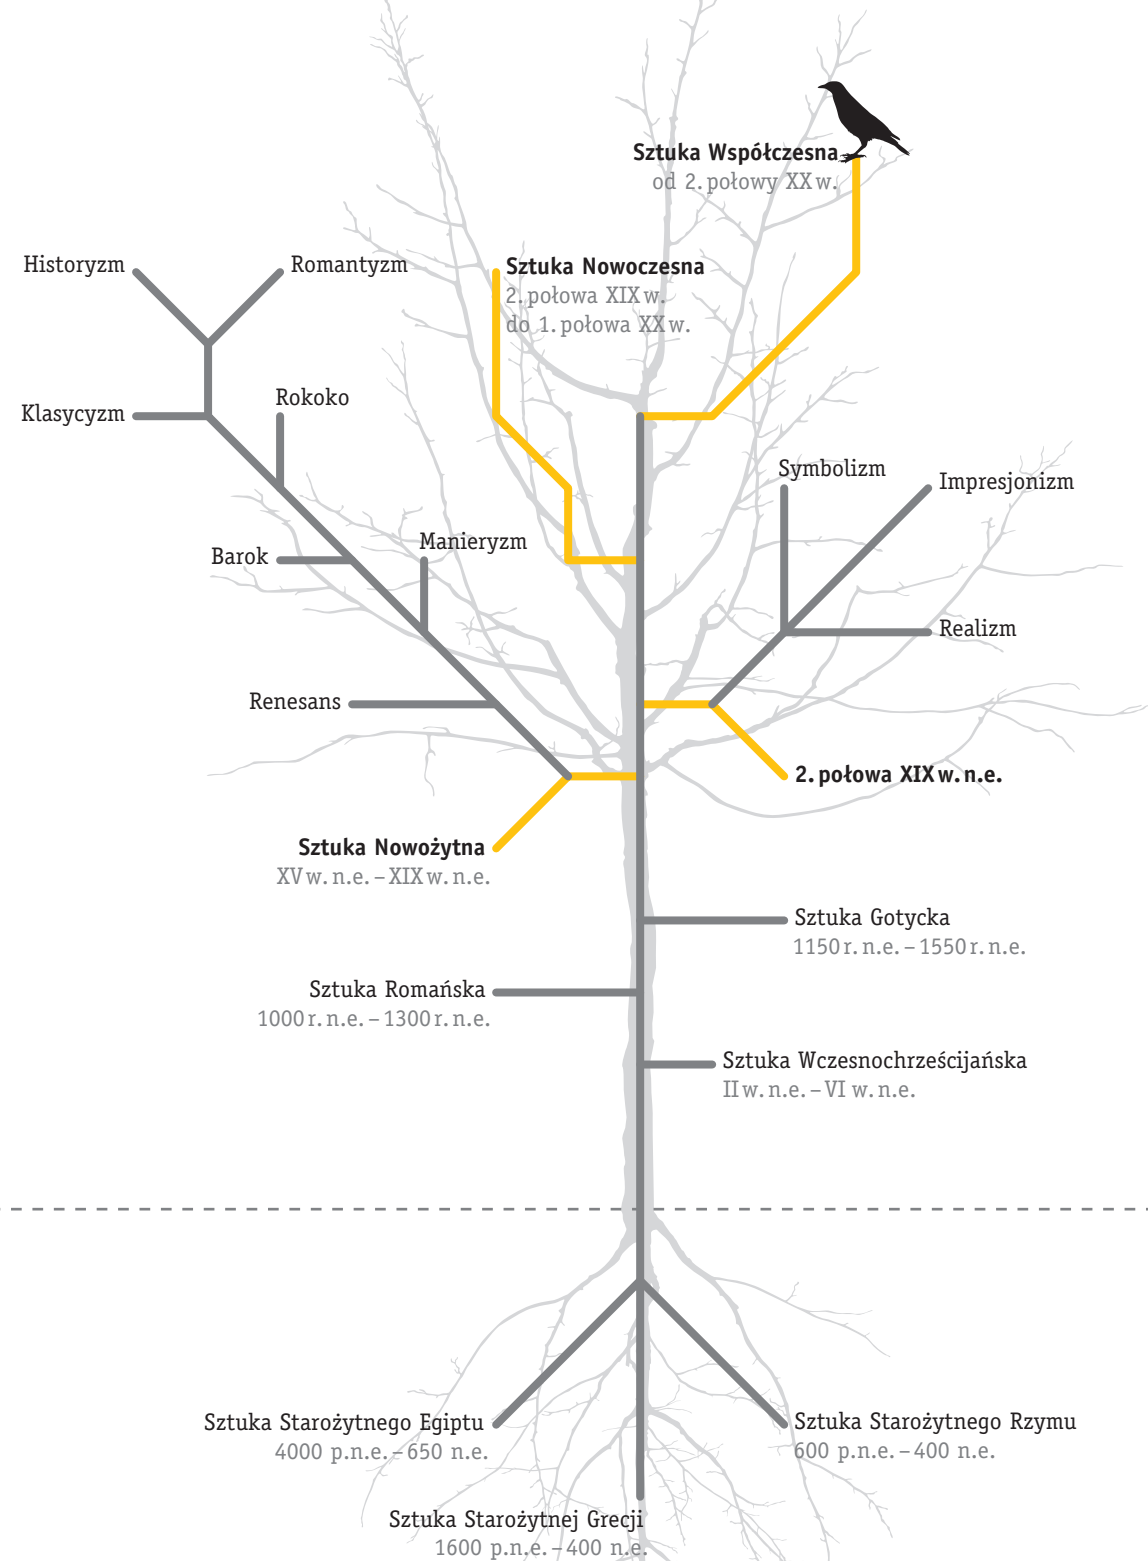 Sztuka Współczesna
od 2. połowy XX w.
Historyzm
Romantyzm
Sztuka Nowoczesna
2. połowa XIX w.
do 1. połowa XX w.
Klasycyzm
Rokoko
Symbolizm
Impresjonizm
Barok
Manieryzm
Realizm
Renesans
2. połowa XIX w. n.e.
Sztuka Nowożytna
XV w. n.e. – XIX w. n.e.
Sztuka Gotycka
1150 r. n.e. – 1550 r. n.e.
Sztuka Romańska
1000 r. n.e. – 1300 r. n.e.
Sztuka Wczesnochrześcijańska
II w. n.e. – VI w. n.e.
Sztuka Starożytnego Egiptu
4000 p.n.e. – 650 n.e.
Sztuka Starożytnego Rzymu
600 p.n.e. – 400 n.e.
Sztuka Starożytnej Grecji
1600 p.n.e. – 400 n.e.